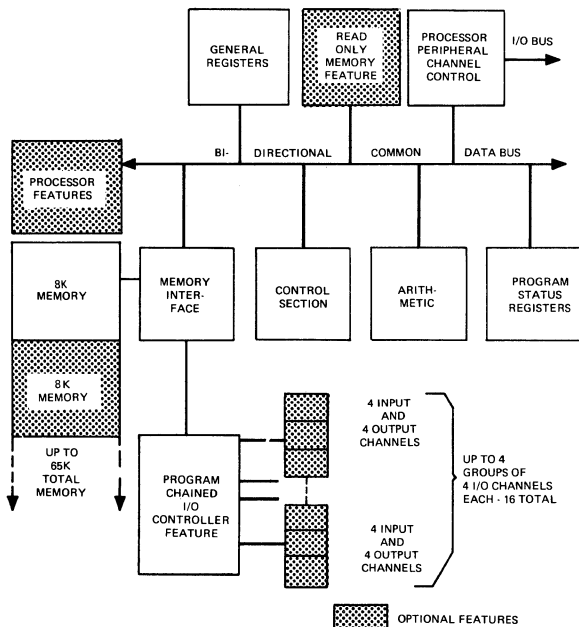 GENERAL
REGISTERS
READ
ONLY
MEMORY
FEATURE
PROCESSOR
PERIPHERAL
CHANNEL
CONTROL
I/O BUS
BI- DIRECTIONAL COMMON DATA BUS
PROCESSOR
FEATURES
8K
MEMORY
MEMORY
INTER-
FACE
CONTROL
SECTION
ARITH-
METIC
PROGRAM
STATUS
REGISTERS
8K
MEMORY
UP TO
65K
TOTAL
MEMORY
PROGRAM
CHAINED
I/O
CONTROLLER
FEATURE
4 INPUT
AND
4 OUTPUT
CHANNELS
UP TO 4
GROUPS OF
4 I/O CHANNELS
EACH - 16 TOTAL
4 INPUT
AND
4 OUTPUT
CHANNELS
OPTIONAL FEATURES